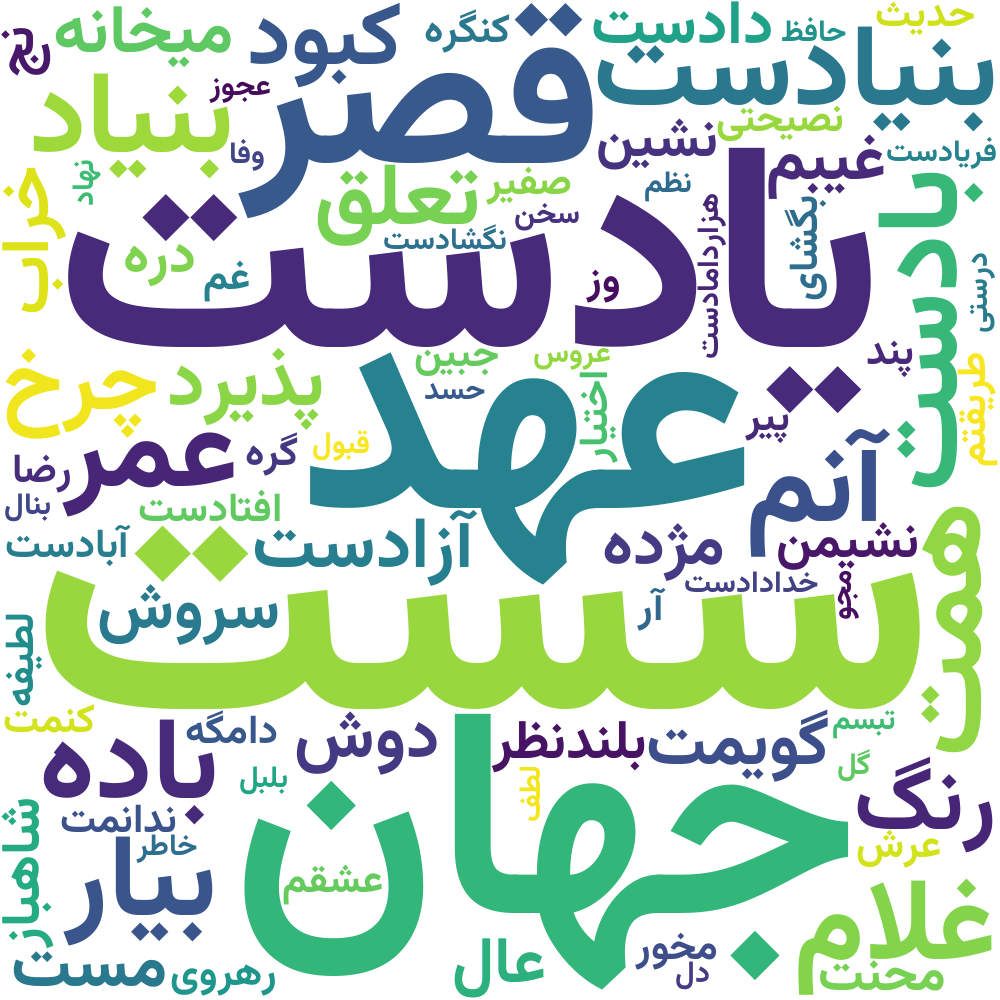 حدیث
میخانه
کبود
کنگره
دادست
حافظ
رنج
قصر
بنیادست
عجوز
بنیاد
نصیحتی
نشین
وفا
فریادست
غیبم
نهاد
تعلق
صفیر
نظم
بادست
خراب
سخن
هزاردامادست
بگشای
نگشادست
دره
یادست
غم
وز
درستی
پند
جبین
عروس
چرخ
پذیرد
حسد
اختیار
طریقتم
عهد
پیر
عمر
قبول
گره
رضا
آنم
بنال
افتادست
همت
آبادست
آزادست
مژده
نشیمن
خدادادست
مجو
سروش
آر
سست
لطیفه
کنمت
دامگه
دوش
بلندنظر
گویمت
تبسم
باده
بلبل
گل
لطف
جهان
رنگ
شاهباز
ندانمت
خاطر
عرش
بیار
عشقم
غلام
مست
رهروی
عال
مخور
دل
محنت